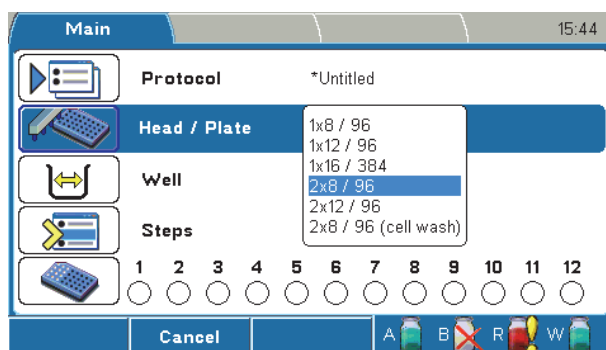 Main 15:44
Protocol *Untitled
Head / Plate
1x8 / 96
1x12 / 96
1x16 / 384
2x8 / 96
2x12 / 96
2x8 / 96 (cell wash)
Well
Steps
1 2 3 4 5 6 7 8 9 10 11 12
Cancel A B R W